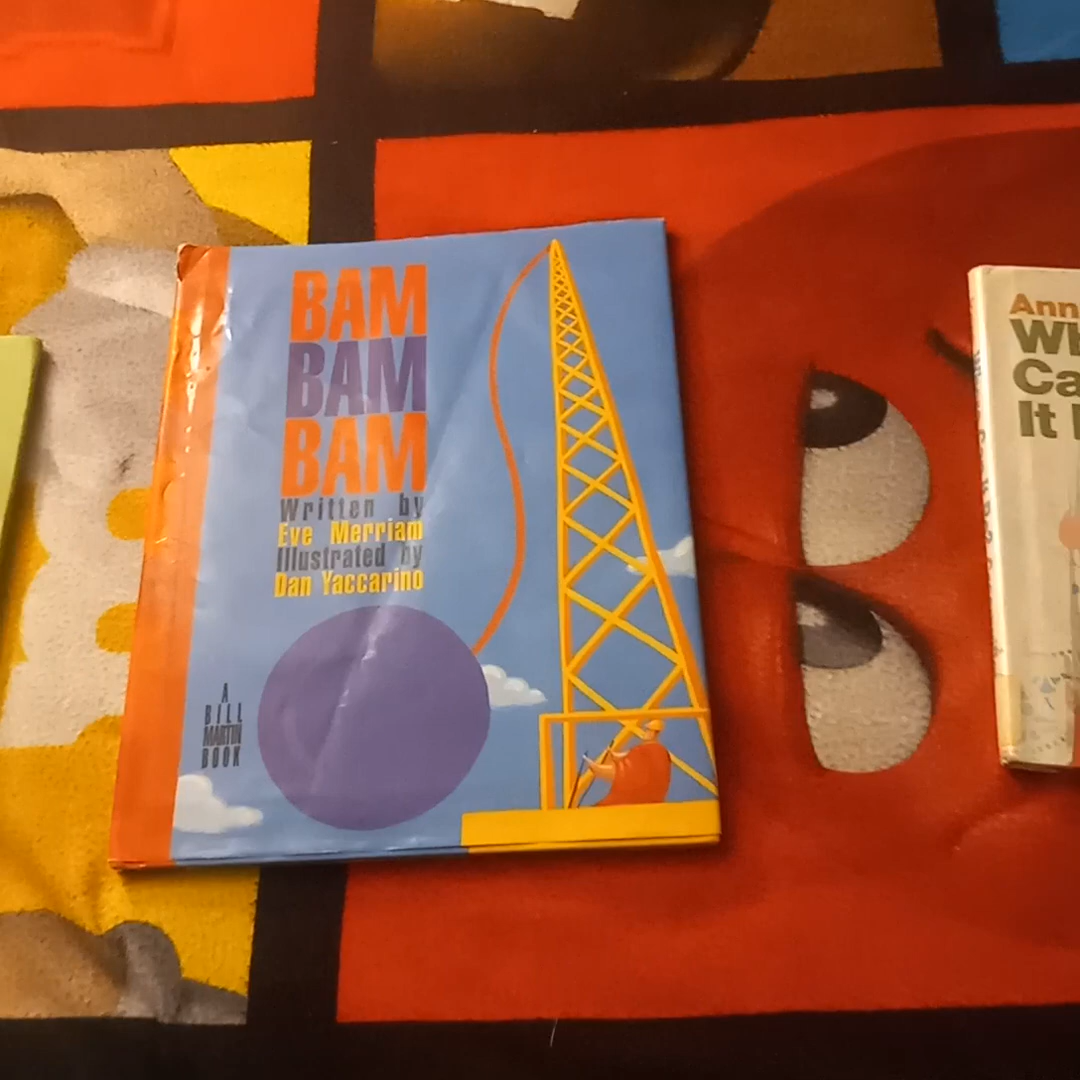 BAM
BAM
BAM
Written by
Eve Merriam
Illustrated by
Dan Yaccarino
A
BILL
MARTIN
BOOK
Ann
Wh
Ca
It